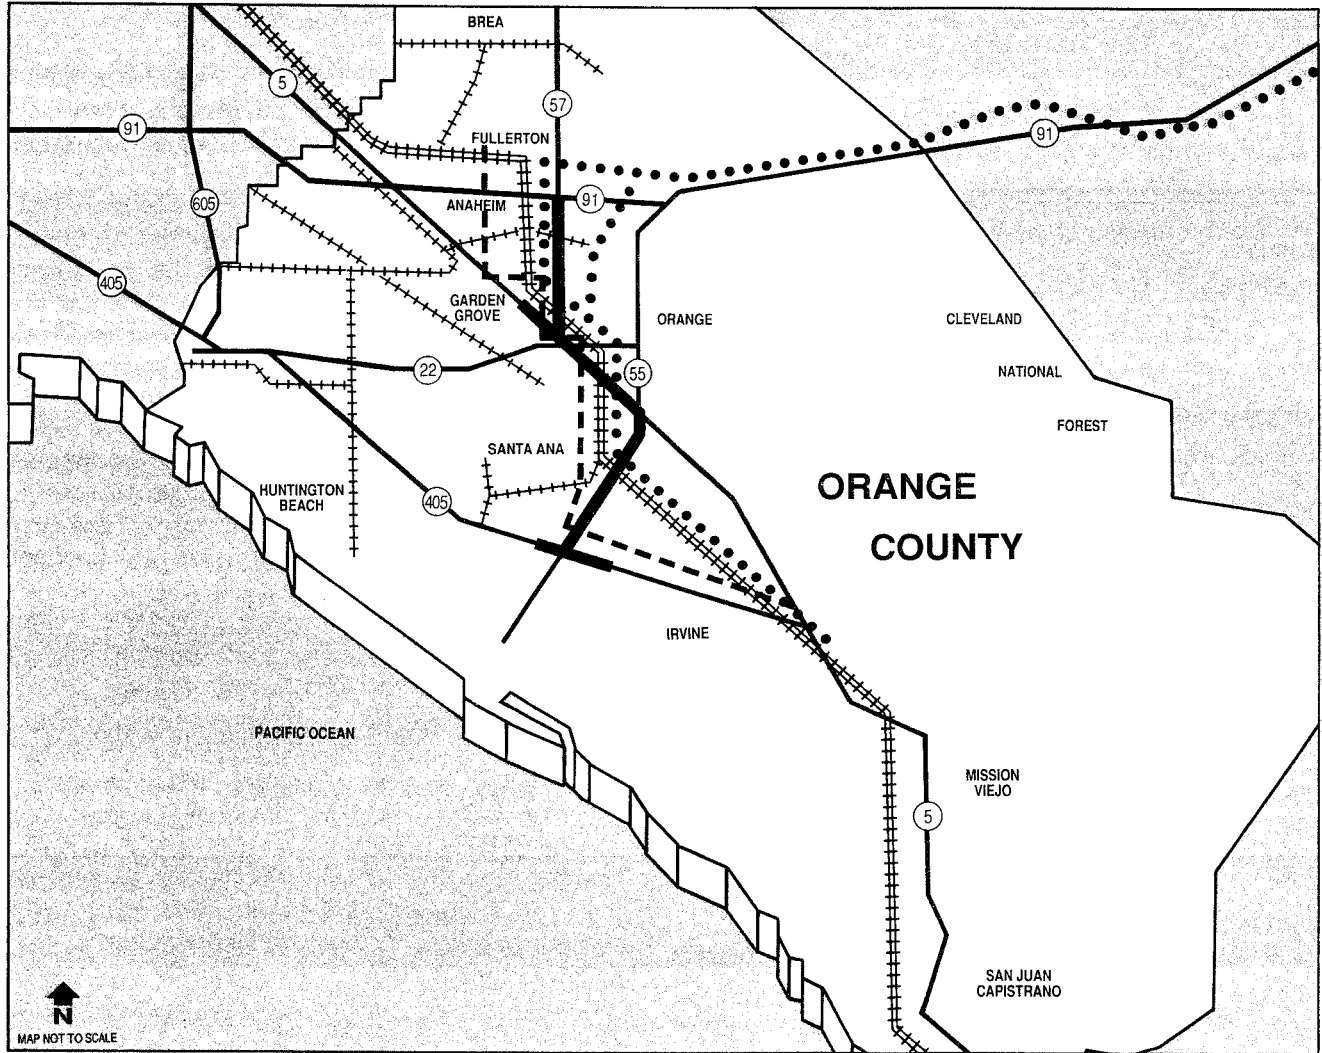 BREA
5
57
91
FULLERTON
91
605
ANAHEIM
91
405
GARDEN
GROVE
ORANGE
CLEVELAND
NATIONAL
FOREST
22
55
SANTA ANA
ORANGE
COUNTY
HUNTINGTON
BEACH
405
IRVINE
PACIFIC OCEAN
MISSION
VIEJO
5
SAN JUAN
CAPISTRANO
N
MAP NOT TO SCALE